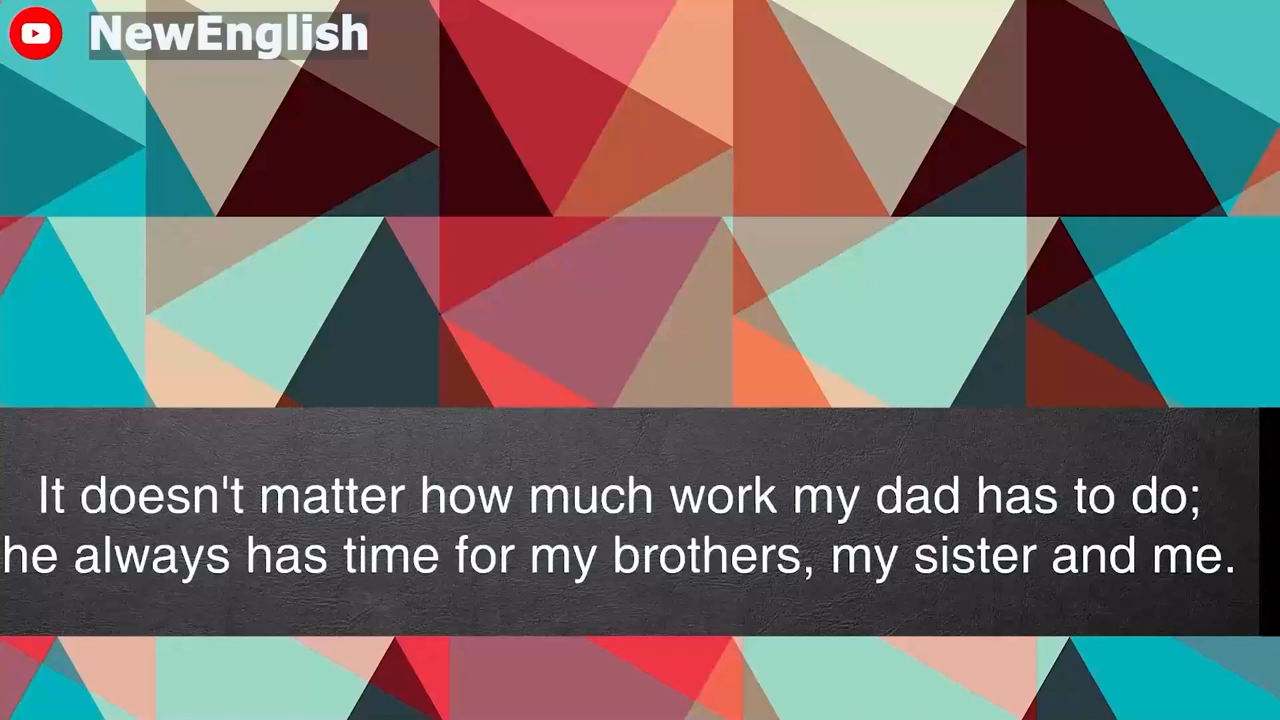 NewEnglish
It doesn't matter how much work my dad has to do;
he always has time for my brothers, my sister and me.